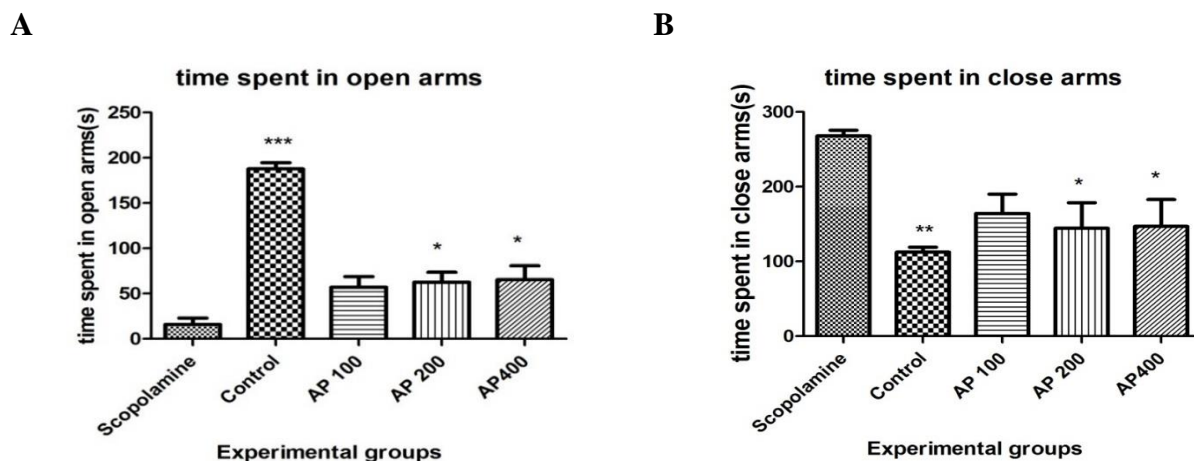 A
time spent in open arms
time spent in open arms(s)
250
200
150
100
50
0
***
*
*
Scopolamine
Control
AP 100
AP 200
AP400
Experimental groups
B
time spent in close arms
time spent in close arms(s)
300
200
100
0
**
*
*
Scopolamine
Control
AP 100
AP 200
AP400
Experimental groups